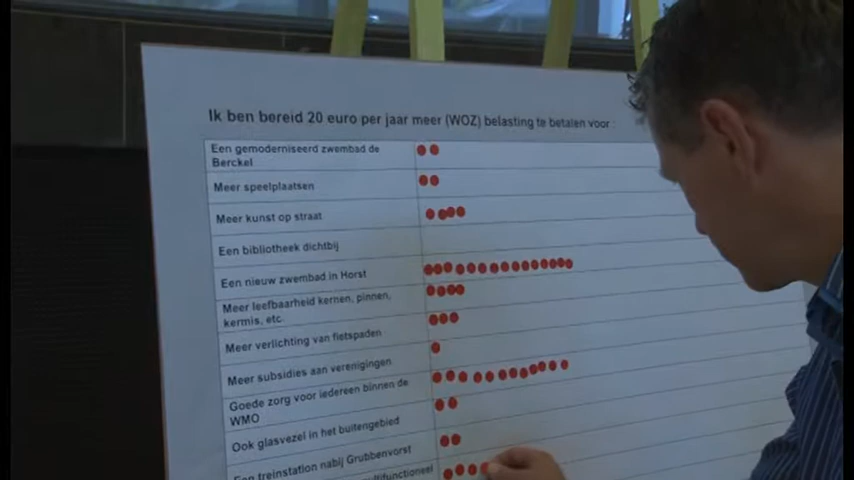 Ik ben bereid 20 euro per jaar meer (WOZ) belasting te betalen voor
Een gemoderniseerd zwembad de
Berckel
Meer speelplaatsen
Meer kunst op straat
Een bibliotheek dichtbij
Een nieuw zwembad in Horst
Meer leefbaarheid kernen, pinnen,
kermis, etc.
Meer verlichting van fietspaden
Meer subsidies aan verenigingen
Goede zorg voor iedereen binnen de
WMO
Ook glasvezel in het buitengebied
Een treinstation nabij Grubbenvorst